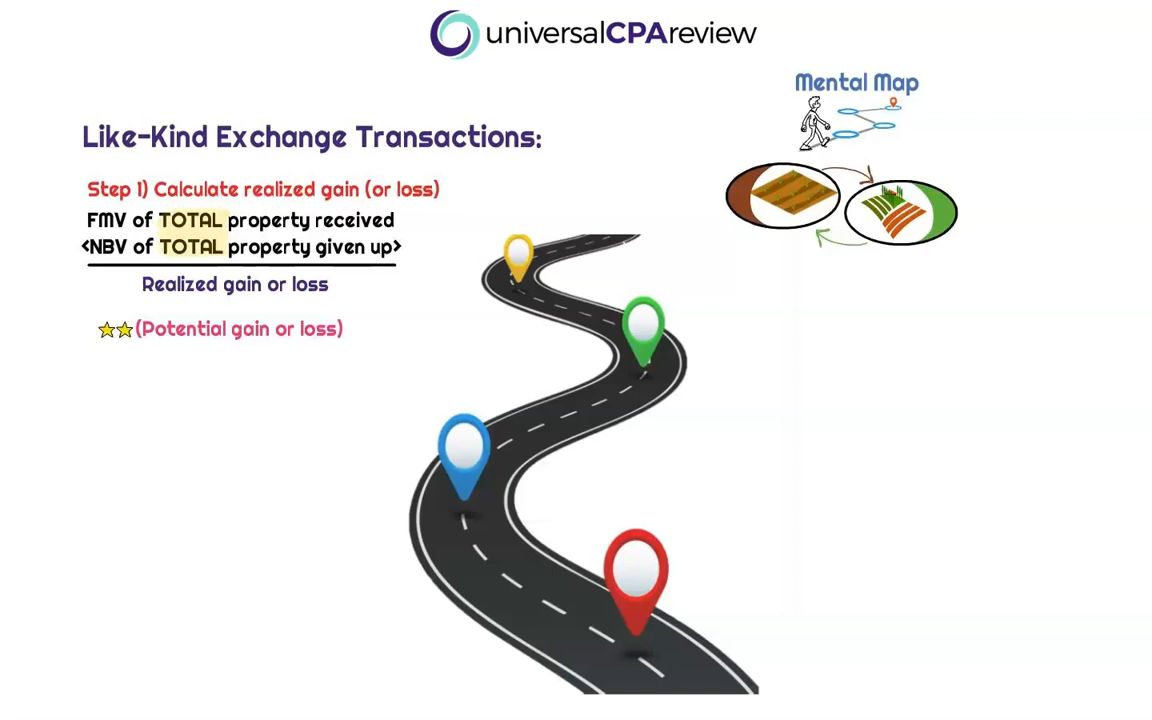 universalCPAreview
Mental Map
Like-Kind Exchange Transactions:
Step 1) Calculate realized gain (or loss)
FMV of TOTAL property received
<NBV of TOTAL property given up>
Realized gain or loss
(Potential gain or loss)